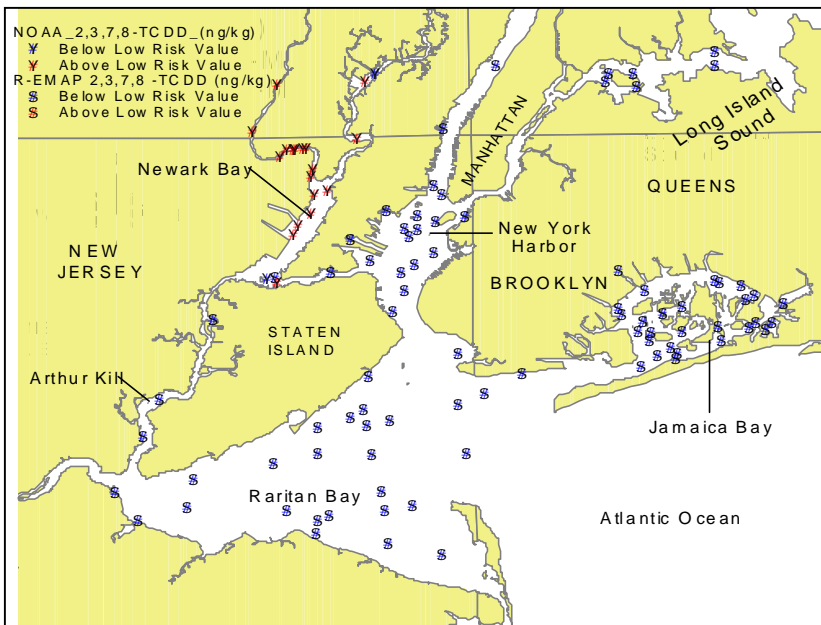 NOAA_2,3,7,8-TCDD_(ng/kg)
Below Low Risk Value
Above Low Risk Value
R-EMAP 2,3,7,8 -TCDD (ng/kg)
Below Low Risk Value
Above Low Risk Value
Long Island
Sound
MANHATTAN
Newark Bay
QUEENS
New York
Harbor
NEW
JERSEY
BROOKLYN
STATEN
ISLAND
Arthur Kill
Jamaica Bay
Raritan Bay
Atlantic Ocean